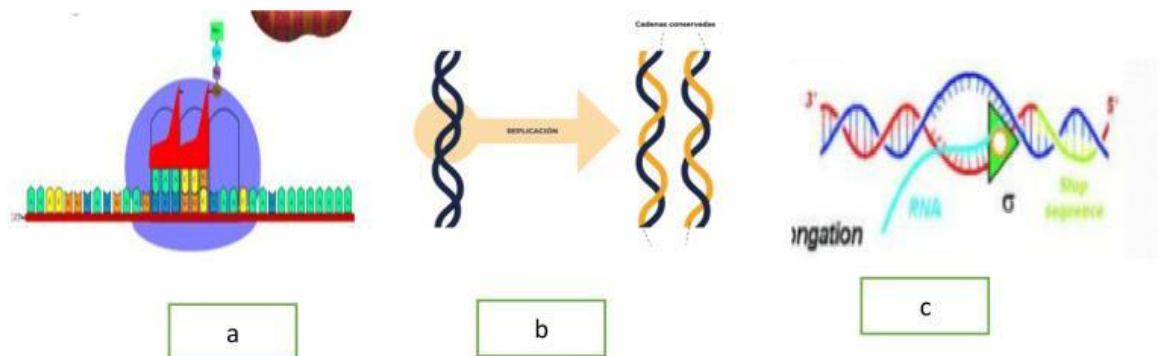 Cadenas conservadas
REPLICACIÓN
3'
5'
RNA
σ
Stop
sequence
ongation
a
b
c